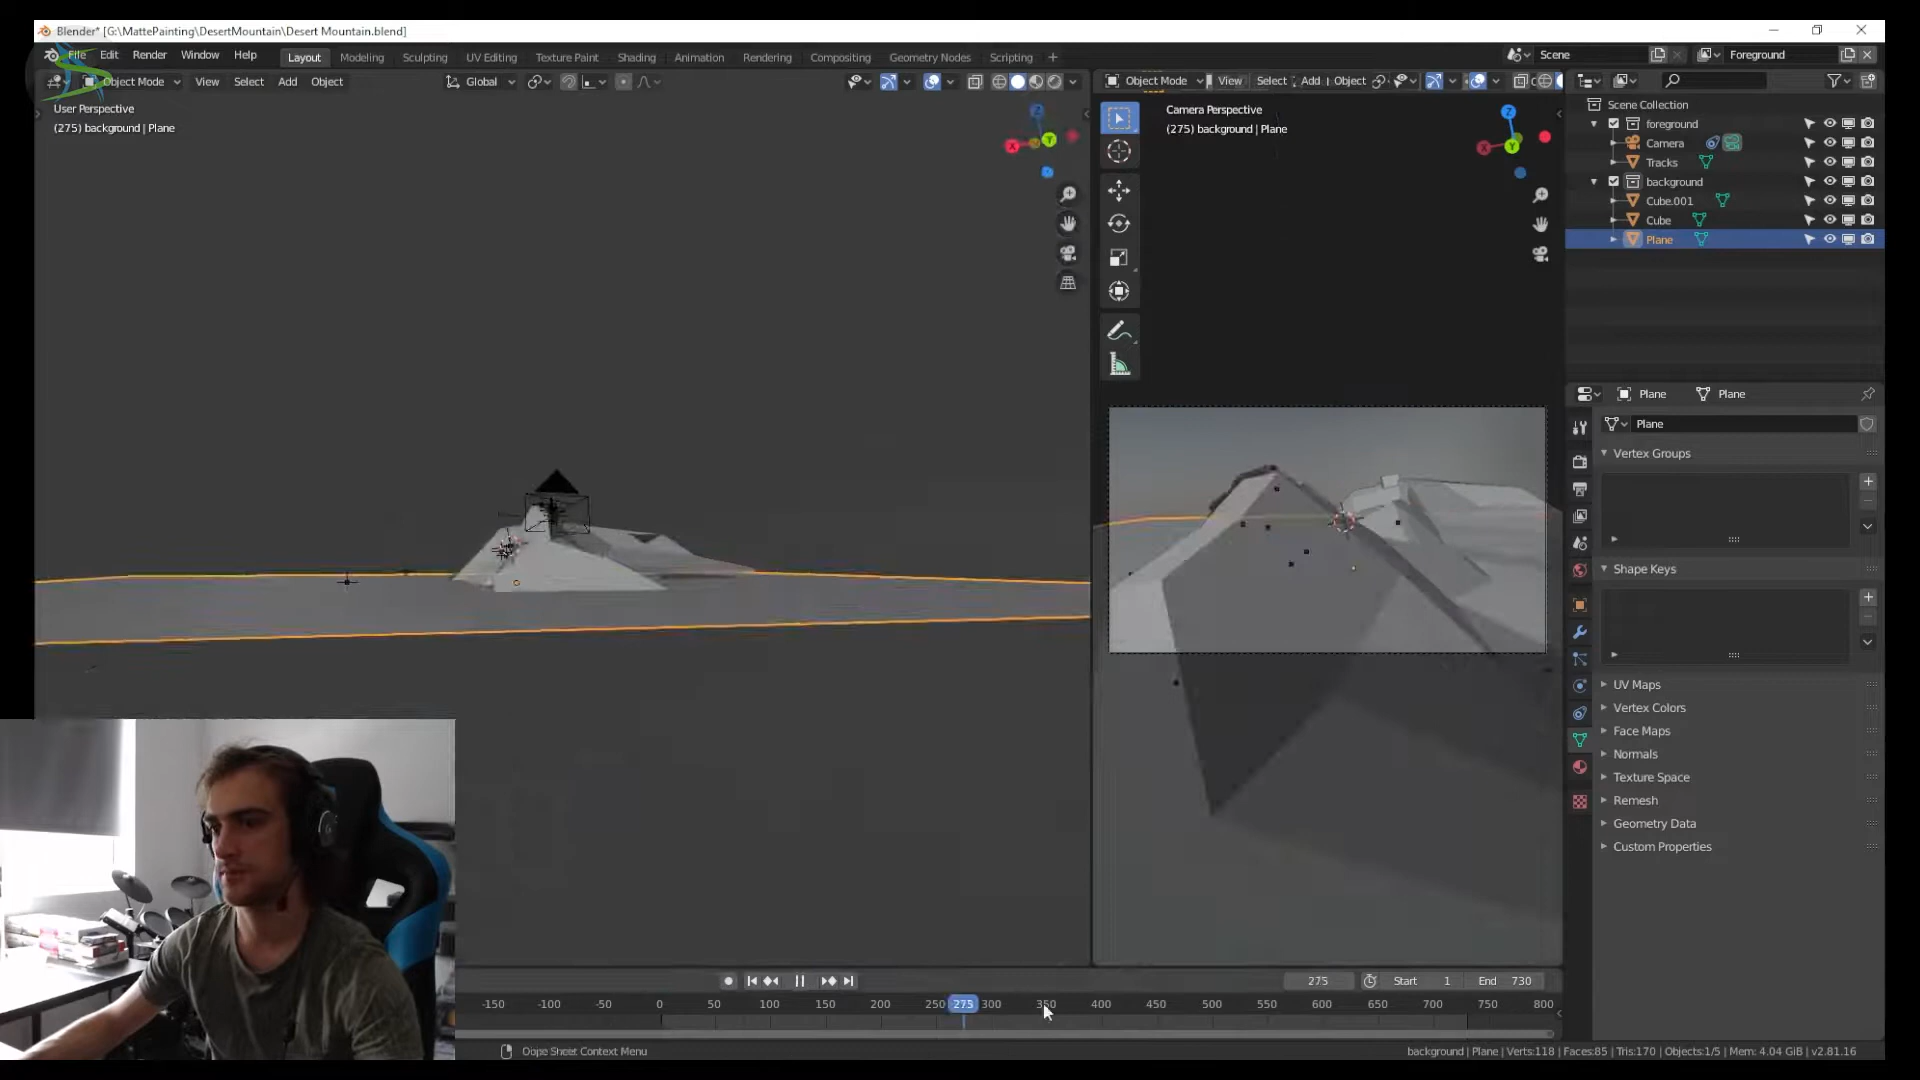 Blender* [G:\MattePainting\DesertMountain\Desert Mountain.blend]
File Edit Render Window Help
Layout Modeling Sculpting UV Editing Texture Paint Shading Animation Rendering Compositing Geometry Nodes Scripting +
Scene
Foreground
Object Mode View Select Add Object
Global
Object Mode View Select Add Object
User Perspective
(275) background | Plane
Camera Perspective
(275) background | Plane
X Y Z
X Y Z
Scene Collection
foreground
Camera
Tracks
background
Cube.001
Cube
Plane
Plane Plane
Plane
Vertex Groups
Shape Keys
UV Maps
Vertex Colors
Face Maps
Normals
Texture Space
Remesh
Geometry Data
Custom Properties
275 Start 1 End 730
-150 -100 -50 0 50 100 150 200 250 275 300 350 400 450 500 550 600 650 700 750 800
Dope Sheet Context Menu
background | Plane | Verts:118 | Faces:85 | Tris:170 | Objects:1/5 | Mem: 4.04 GiB | v2.81.16